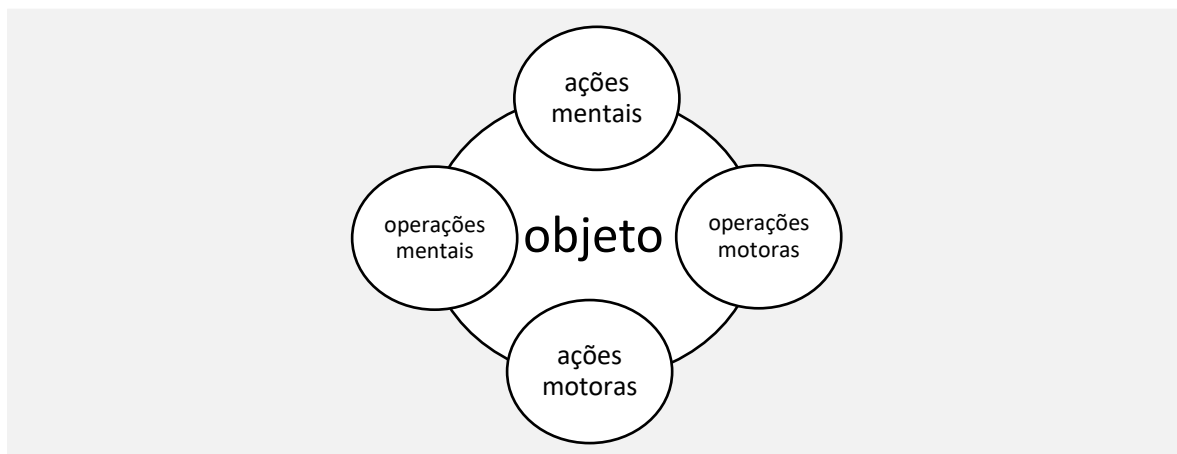 ações
mentais
operações
mentais
objeto
operações
motoras
ações
motoras